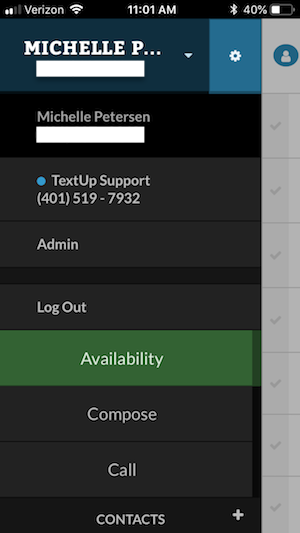 Verizon 11:01 AM 40%
MICHELLE P...
Michelle Petersen
TextUp Support
(401) 519 - 7932
Admin
Log Out
Availability
Compose
Call
CONTACTS +